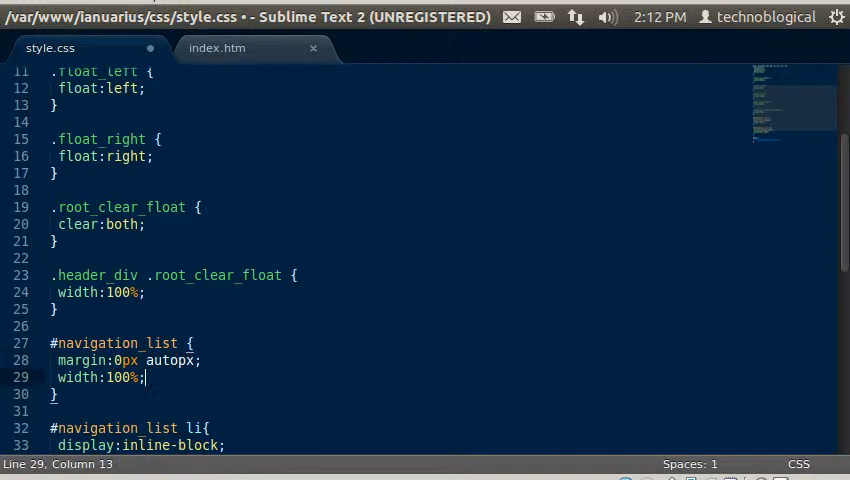 /var/www/ianuarius/css/style.css • - Sublime Text 2 (UNREGISTERED) 2:12 PM technoblogical
style.css index.htm
11 .float_left {
12 float:left;
13 }
14
15 .float_right {
16 float:right;
17 }
18
19 .root_clear_float {
20 clear:both;
21 }
22
23 .header_div .root_clear_float {
24 width:100%;
25 }
26
27 #navigation_list {
28 margin:0px autopx;
29 width:100%;
30 }
31
32 #navigation_list li{
33 display:inline-block;
Line 29, Column 13 Spaces: 1 CSS